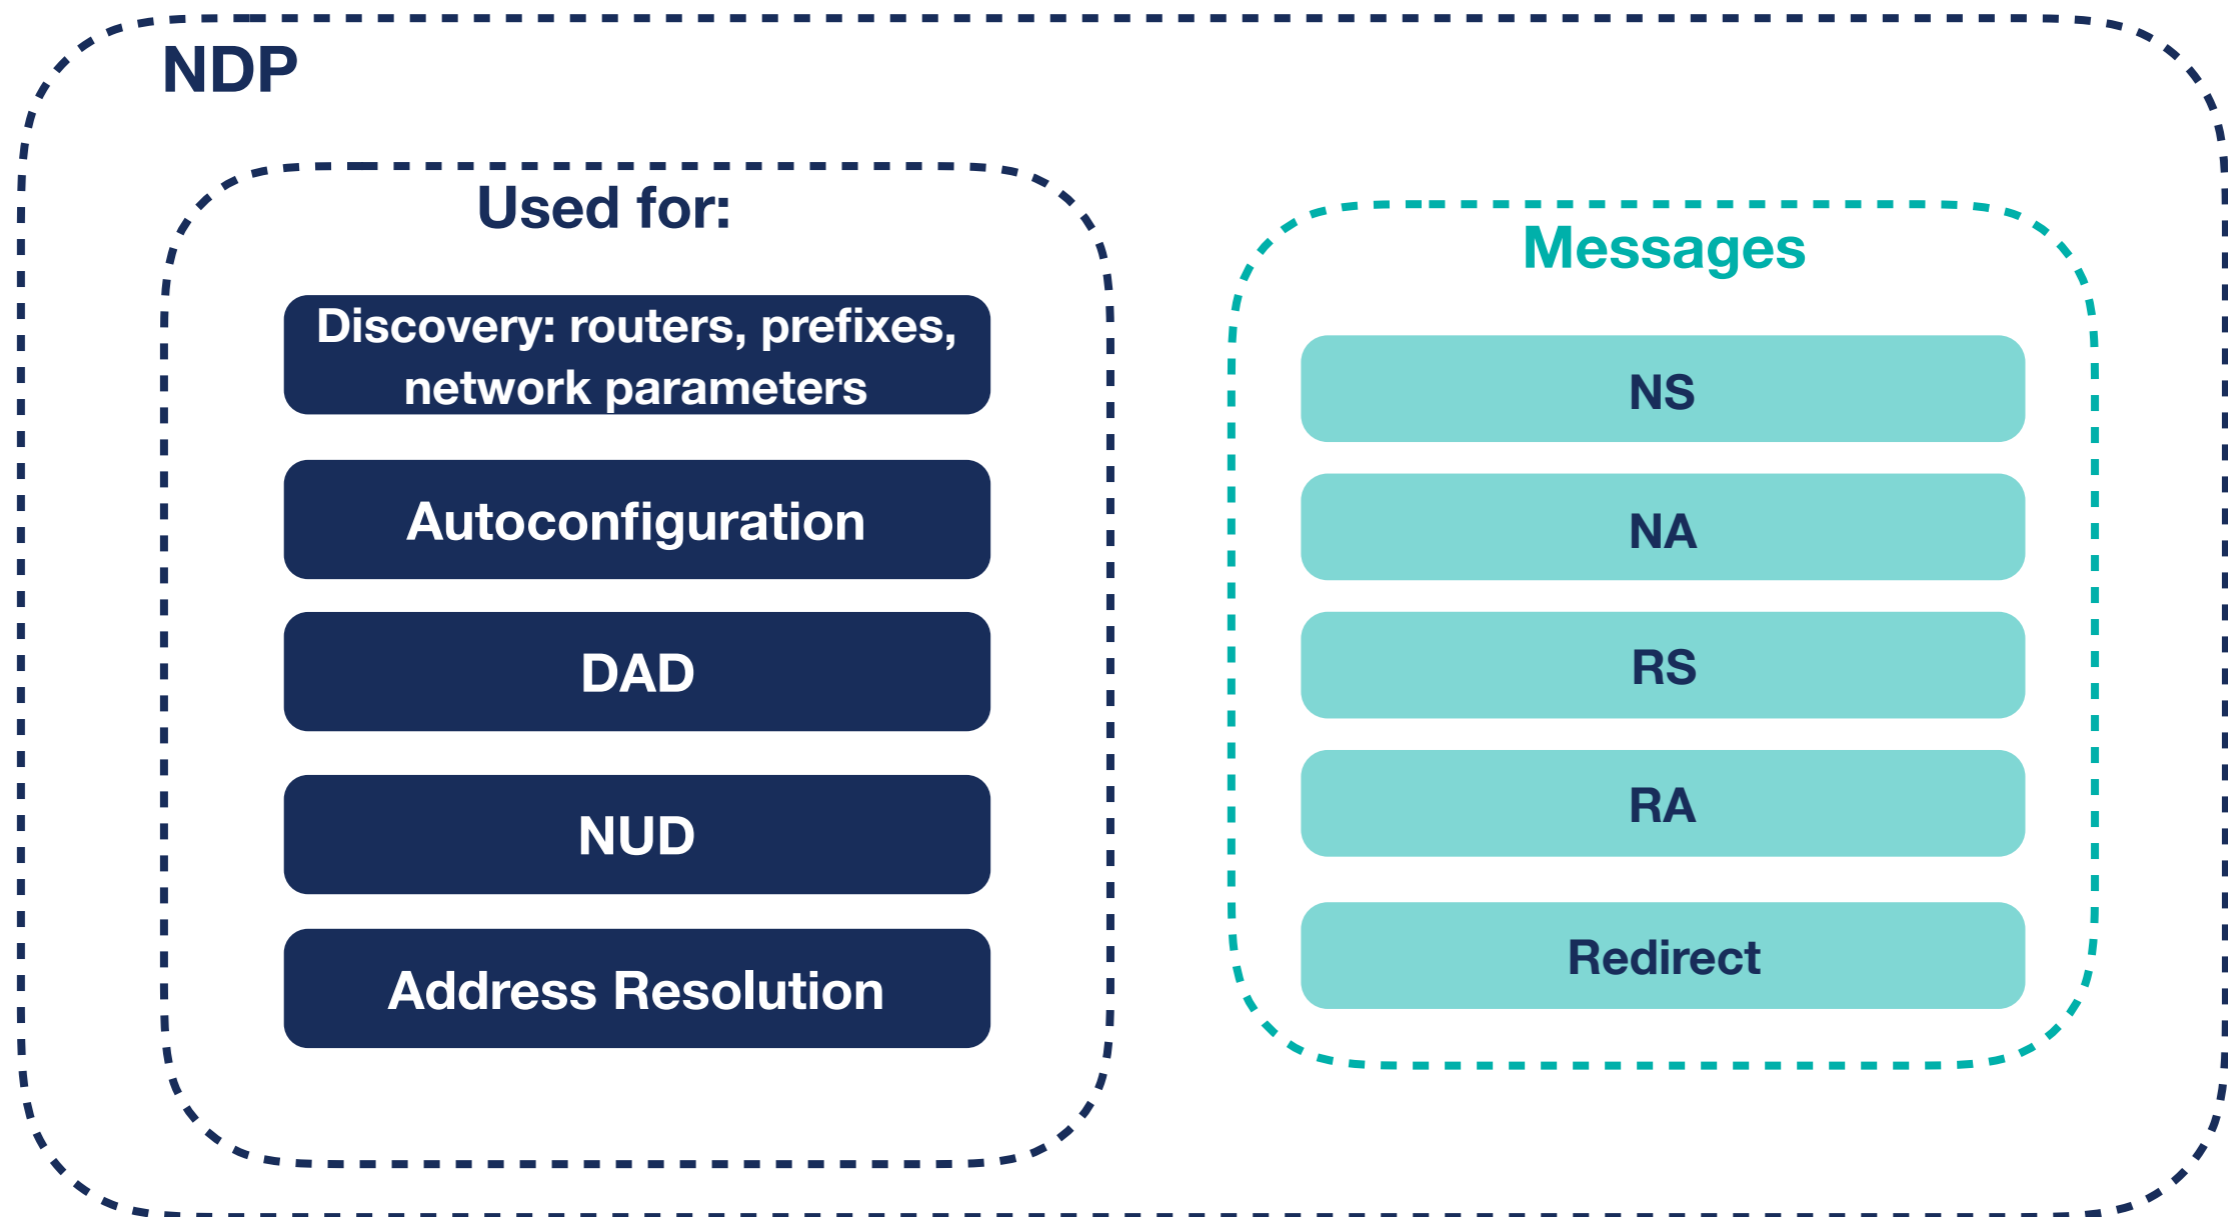 NDP
Used for:
Discovery: routers, prefixes,
network parameters
Autoconfiguration
DAD
NUD
Address Resolution
Messages
NS
NA
RS
RA
Redirect